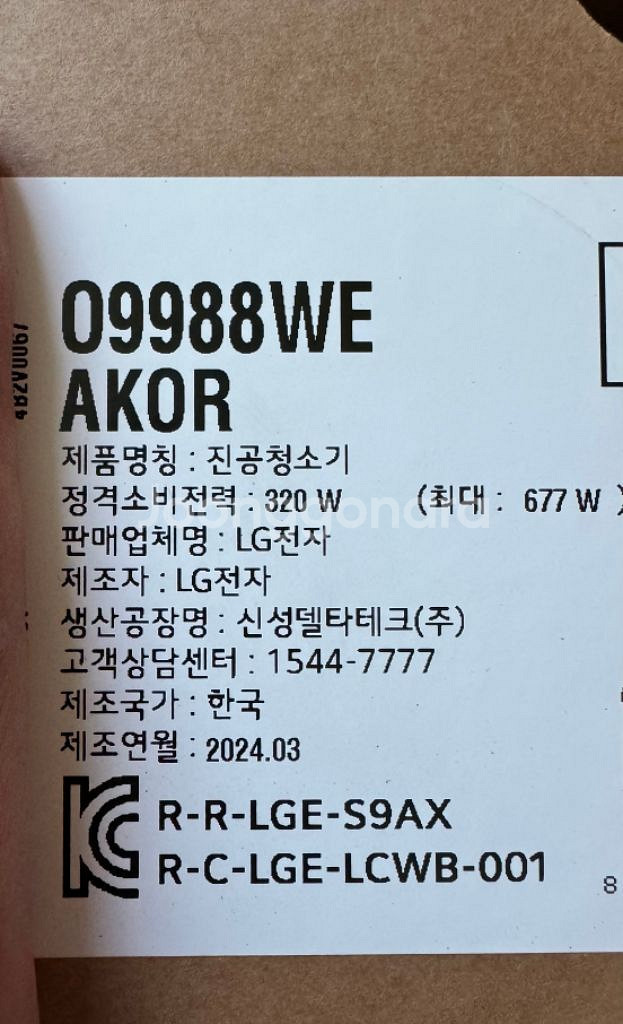 O9988WE
AKOR
제품명칭 : 진공청소기
정격소비전력 : 320 W (최대 : 677 W )
판매업체명 : LG전자
제조자 : LG전자
생산공장명 : 신성델타테크(주)
고객상담센터 : 1544-7777
제조국가 : 한국
제조연월 : 2024.03
R-R-LGE-S9AX
R-C-LGE-LCWB-001
8